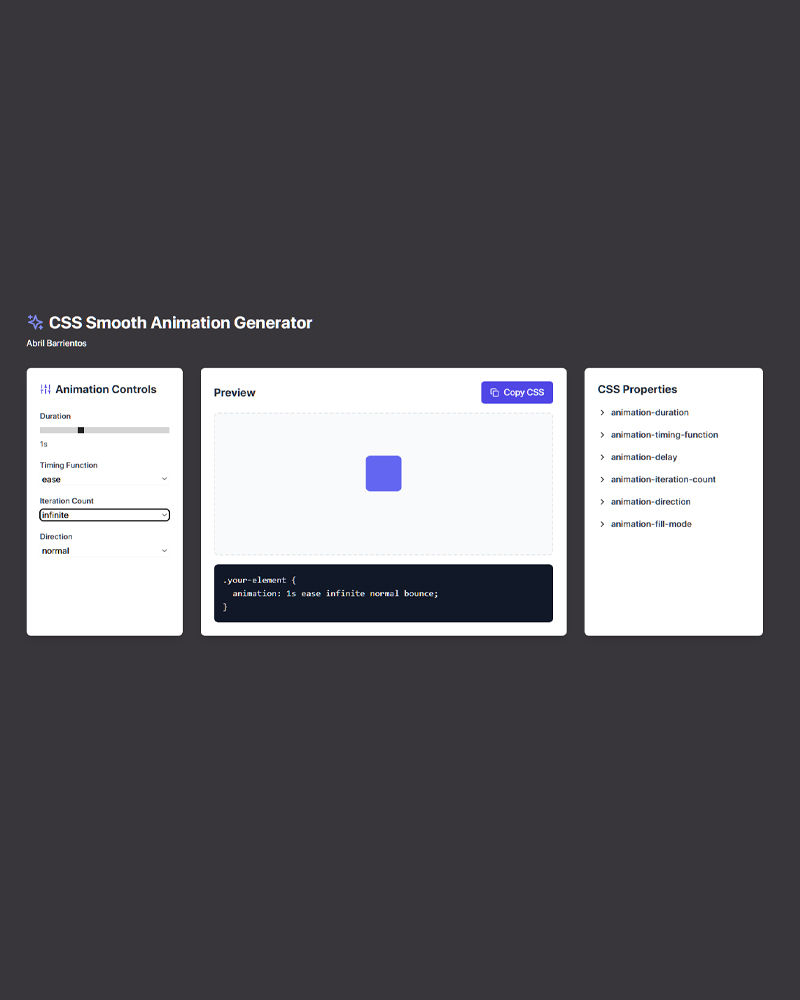 CSS Smooth Animation Generator
Abril Barrientos
Animation Controls
Duration
1s
Timing Function
ease
Iteration Count
infinite
Direction
normal
Preview
Copy CSS
.your-element {
  animation: 1s ease infinite normal bounce;
}
CSS Properties
animation-duration
animation-timing-function
animation-delay
animation-iteration-count
animation-direction
animation-fill-mode